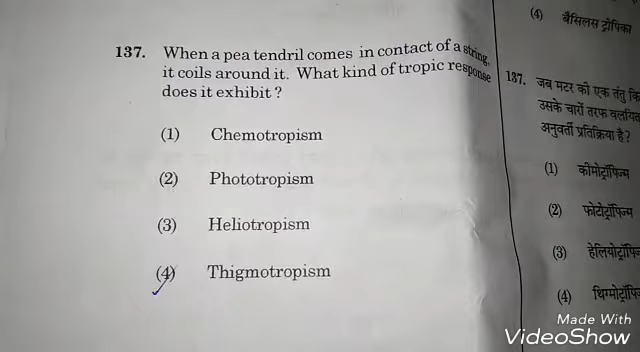 137. When a pea tendril comes in contact of a string,
it coils around it. What kind of tropic response
does it exhibit ?
(1) Chemotropism
(2) Phototropism
(3) Heliotropism
(4) Thigmotropism
(4) बैसिलस ट्रोपिका
137. जब मटर की एक तंतु कि
उसके चारों तरफ वलयित
अनुवर्ती प्रतिक्रिया है ?
(1) कीमोट्रॉपिज्म
(2) फोटोट्रॉपिज्म
(3) हेलियोट्रॉपिज
(4) थिग्मोट्रॉपिज
Made With
VideoShow